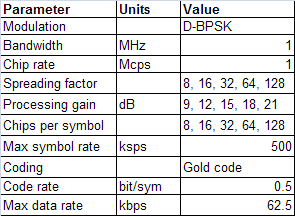 Parameter Units Value
Modulation D-BPSK
Bandwidth MHz 1
Chip rate Mcps 1
Spreading factor 8, 16, 32, 64, 128
Processing gain dB 9, 12, 15, 18, 21
Chips per symbol 8, 16, 32, 64, 128
Max symbol rate ksps 500
Coding Gold code
Code rate bit/sym 0.5
Max data rate kbps 62.5